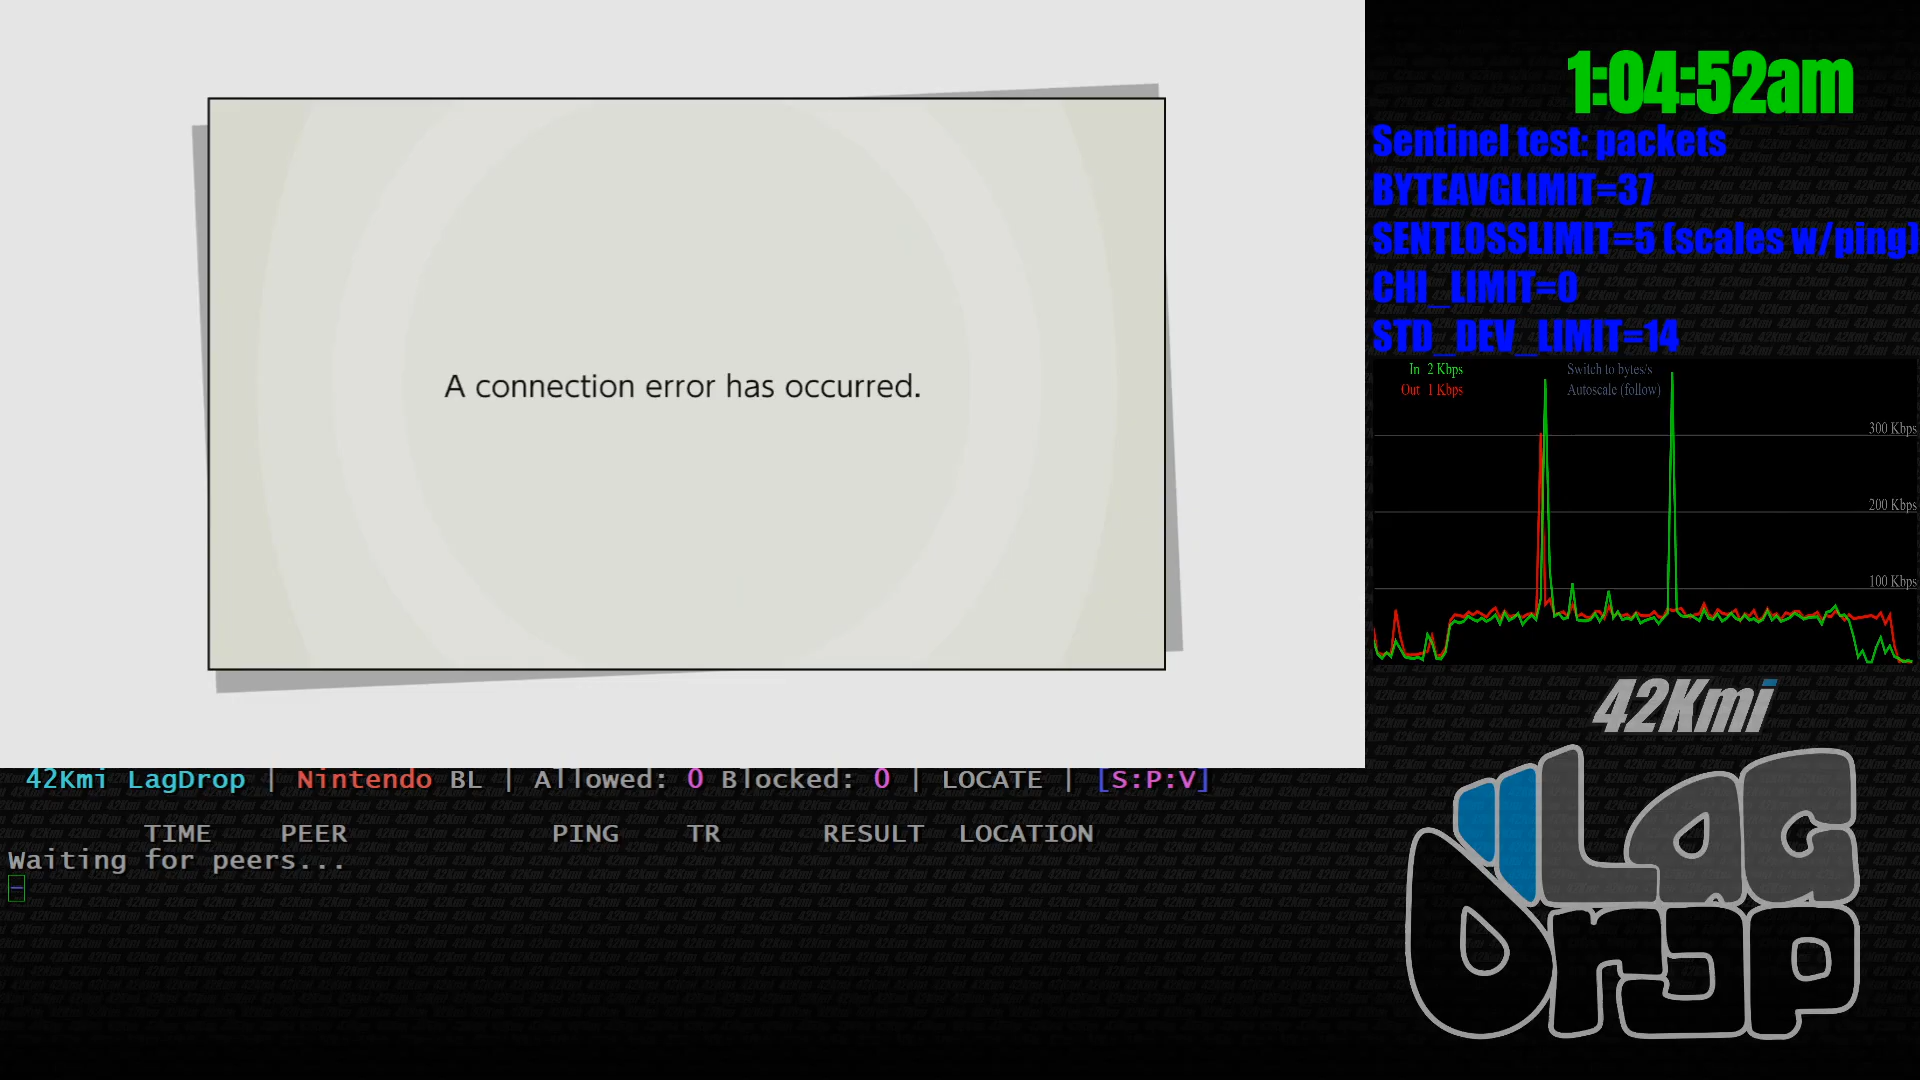 A connection error has occurred.
1:04:52am
Sentinel test: packets
BYTEAVGLIMIT=37
SENTLOSSLIMIT=5 (scales w/ping)
CHI_LIMIT=0
STD_DEV_LIMIT=14
In 2 Kbps Switch to bytes/s
Out 1 Kbps Autoscale (follow)
300 Kbps
200 Kbps
100 Kbps
42Kmi
LAG
Drop
42Kmi LagDrop | Nintendo BL | Allowed: 0 Blocked: 0 | LOCATE | [S:P:V]
TIME PEER PING TR RESULT LOCATION
Waiting for peers...